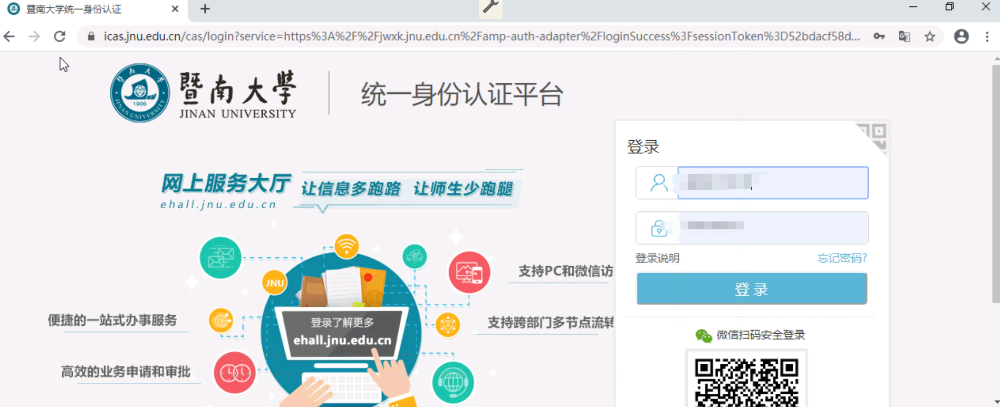 暨南大学统一身份认证
icas.jnu.edu.cn/cas/login?service=https%3A%2F%2Fjwxk.jnu.edu.cn%2Famp-auth-adapter%2FloginSuccess%3FsessionToken%3D52bdacf58d...
暨南大學
JINAN UNIVERSITY
暨南大学
1906
JINAN UNIVERSITY
统一身份认证平台
登录
网上服务大厅
ehall.jnu.edu.cn
让信息多跑路 让师生少跑腿
登录说明
忘记密码?
登 录
JNU
支持PC和微信访
便捷的一站式办事服务
登录了解更多
ehall.jnu.edu.cn
支持跨部门多节点流转
微信扫码安全登录
高效的业务申请和审批